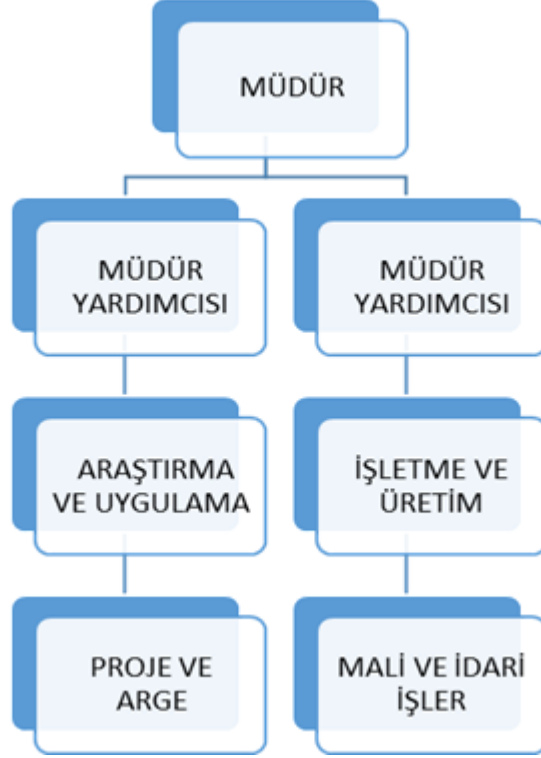 MÜDÜR
MÜDÜR
YARDIMCISI
MÜDÜR
YARDIMCISI
ARAŞTIRMA
VE UYGULAMA
İŞLETME VE
ÜRETİM
PROJE VE
ARGE
MALİ VE İDARİ
İŞLER